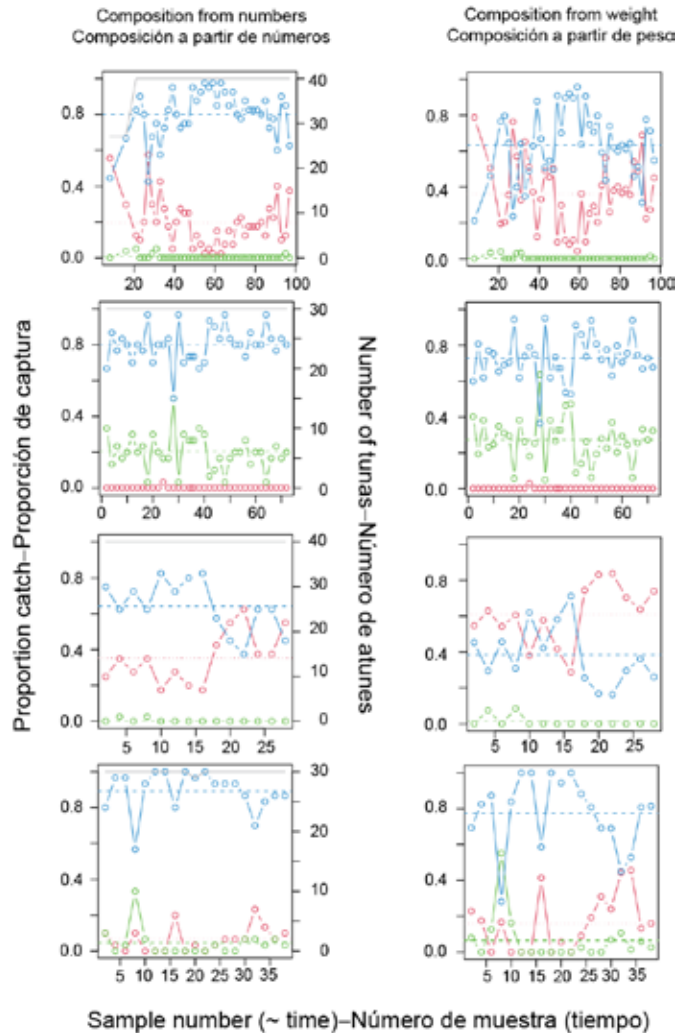 Composition from numbers
Composición a partir de números
Composition from weight
Composición a partir de peso
0.8
0.4
0.0
40
30
20
10
0
0 20 40 60 80 100
0.8
0.4
0.0
0 20 40 60 80 100
0.8
0.4
0.0
30
20
10
0
0 20 40 60
0.8
0.4
0.0
0 20 40 60
0.8
0.4
0.0
40
30
20
10
0
5 10 15 20 25
0.8
0.4
0.0
5 10 15 20 25
0.8
0.4
0.0
30
20
10
0
5 10 15 20 25 30 35
0.8
0.4
0.0
5 10 15 20 25 30 35
Proportion catch–Proporción de captura
Number of tunas–Número de atunes
Sample number (~ time)–Número de muestra (tiempo)